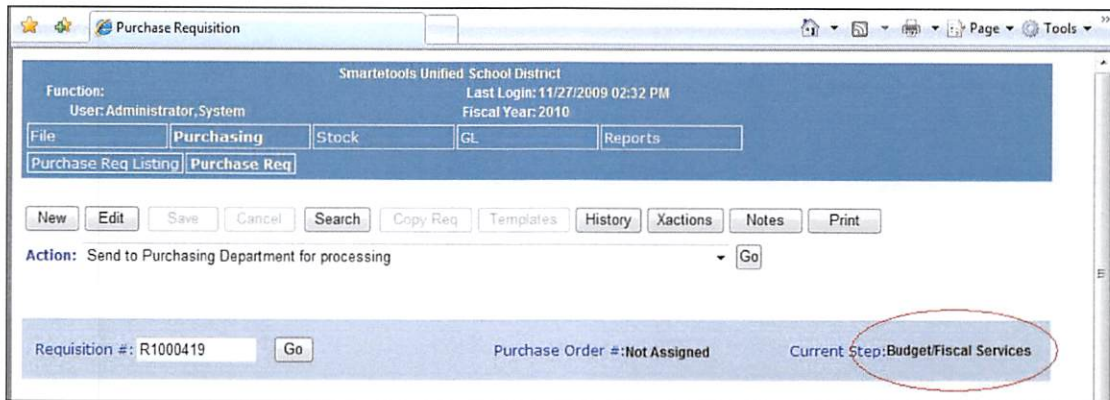 Purchase Requisition
Page Tools »
Smartetools Unified School District
Function: Last Login: 11/27/2009 02:32 PM
User: Administrator,System Fiscal Year: 2010
File Purchasing Stock GL Reports
Purchase Req Listing Purchase Req
New Edit Save Cancel Search Copy Req Templates History Xactions Notes Print
Action: Send to Purchasing Department for processing Go
Requisition #: R1000419 Go Purchase Order #:Not Assigned Current Step:Budget/Fiscal Services